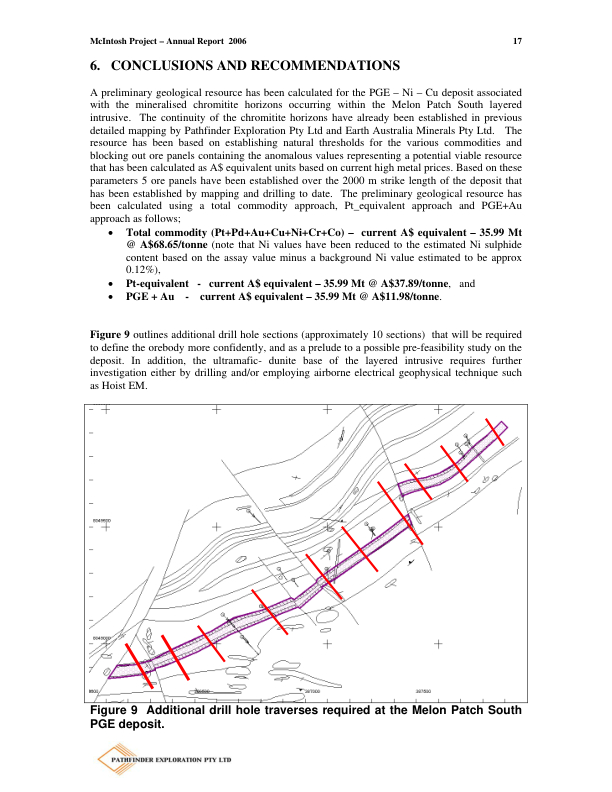 McIntosh Project – Annual Report 2006 17
6. CONCLUSIONS AND RECOMMENDATIONS
A preliminary geological resource has been calculated for the PGE – Ni – Cu deposit associated
with the mineralised chromitite horizons occurring within the Melon Patch South layered
intrusive. The continuity of the chromitite horizons have already been established in previous
detailed mapping by Pathfinder Exploration Pty Ltd and Earth Australia Minerals Pty Ltd. The
resource has been based on establishing natural thresholds for the various commodities and
blocking out ore panels containing the anomalous values representing a potential viable resource
that has been calculated as A$ equivalent units based on current high metal prices. Based on these
parameters 5 ore panels have been established over the 2000 m strike length of the deposit that
has been established by mapping and drilling to date. The preliminary geological resource has
been calculated using a total commodity approach, Pt_equivalent approach and PGE+Au
approach as follows;
• Total commodity (Pt+Pd+Au+Cu+Ni+Cr+Co) – current A$ equivalent – 35.99 Mt
@ A$68.65/tonne (note that Ni values have been reduced to the estimated Ni sulphide
content based on the assay value minus a background Ni value estimated to be approx
0.12%),
• Pt-equivalent - current A$ equivalent – 35.99 Mt @ A$37.89/tonne, and
• PGE + Au - current A$ equivalent – 35.99 Mt @ A$11.98/tonne.
Figure 9 outlines additional drill hole sections (approximately 10 sections) that will be required
to define the orebody more confidently, and as a prelude to a possible pre-feasibility study on the
deposit. In addition, the ultramafic- dunite base of the layered intrusive requires further
investigation either by drilling and/or employing airborne electrical geophysical technique such
as Hoist EM.
Figure 9 Additional drill hole traverses required at the Melon Patch South
PGE deposit.
PATHFINDER EXPLORATION PTY LTD